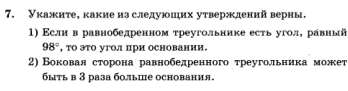 7. Укажите, какие из следующих утверждений верны.
1) Если в равнобедренном треугольнике есть угол, равный
98°, то это угол при основании.
2) Боковая сторона равнобедренного треугольника может
быть в 3 раза больше основания.